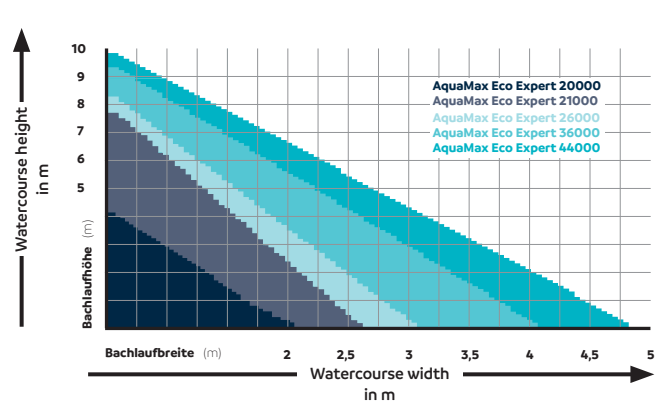 Watercourse height
in m
10
9
8
7
6
5
Bachlaufhöhe (m)
AquaMax Eco Expert 20000
AquaMax Eco Expert 21000
AquaMax Eco Expert 26000
AquaMax Eco Expert 36000
AquaMax Eco Expert 44000
Bachlaufbreite (m) 2 2,5 3 3,5 4 4,5 5
Watercourse width
in m